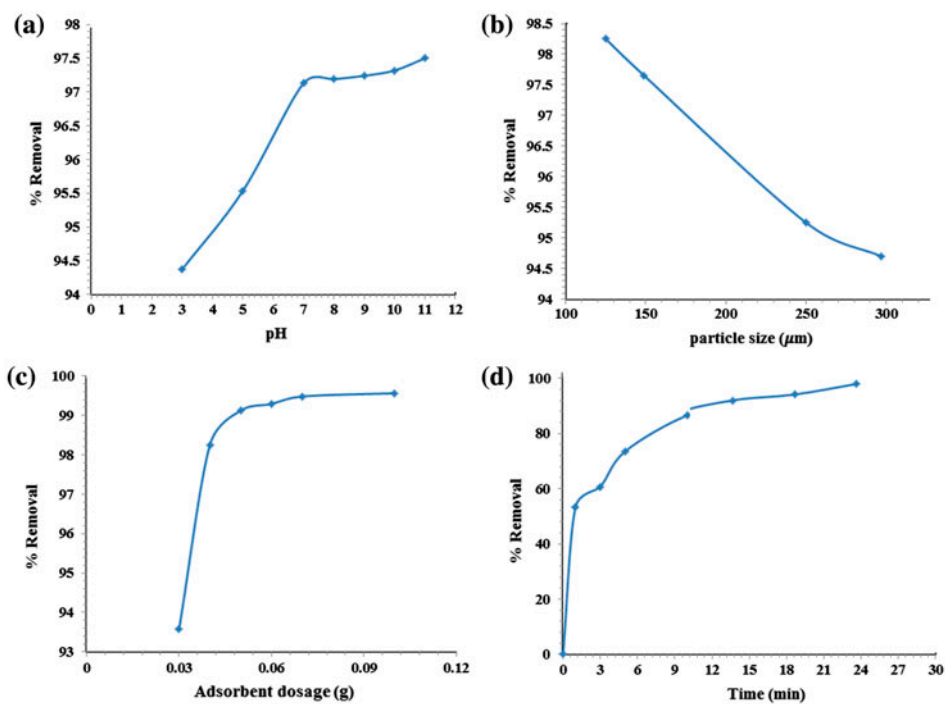 (a)
98
97.5
97
96.5
96
95.5
95
94.5
94
% Removal
0 1 2 3 4 5 6 7 8 9 10 11 12
pH
(b)
98.5
98
97.5
97
96.5
96
95.5
95
94.5
94
% Removal
100 150 200 250 300
particle size (µm)
(c)
100
99
98
97
96
95
94
93
% Removal
0 0.03 0.06 0.09 0.12
Adsorbent dosage (g)
(d)
100
80
60
40
20
0
% Removal
0 3 6 9 12 15 18 21 24 27 30
Time (min)